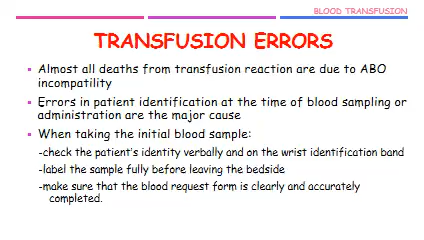 BLOOD TRANSFUSION
TRANSFUSION ERRORS
▪ Almost all deaths from transfusion reaction are due to ABO
incompatibility
▪ Errors in patient identification at the time of blood sampling or
administration are the major cause
▪ When taking the initial blood sample:
-check the patient's identity verbally and on the wrist identification band
-label the sample fully before leaving the bedside
-make sure that the blood request form is clearly and accurately
completed.